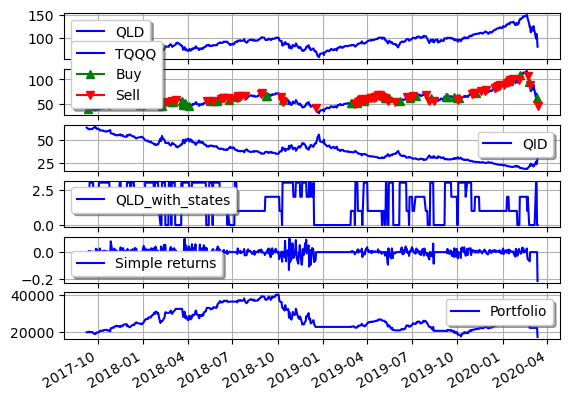 150
QLD
100
TQQQ
Buy
100
Sell
50
50
QID
25
2.5
QLD_with_states
0.0
0.0
Simple returns
−0.2
40000
Portfolio
20000
2017-10
2018-01
2018-04
2018-07
2018-10
2019-01
2019-04
2019-07
2019-10
2020-01
2020-04